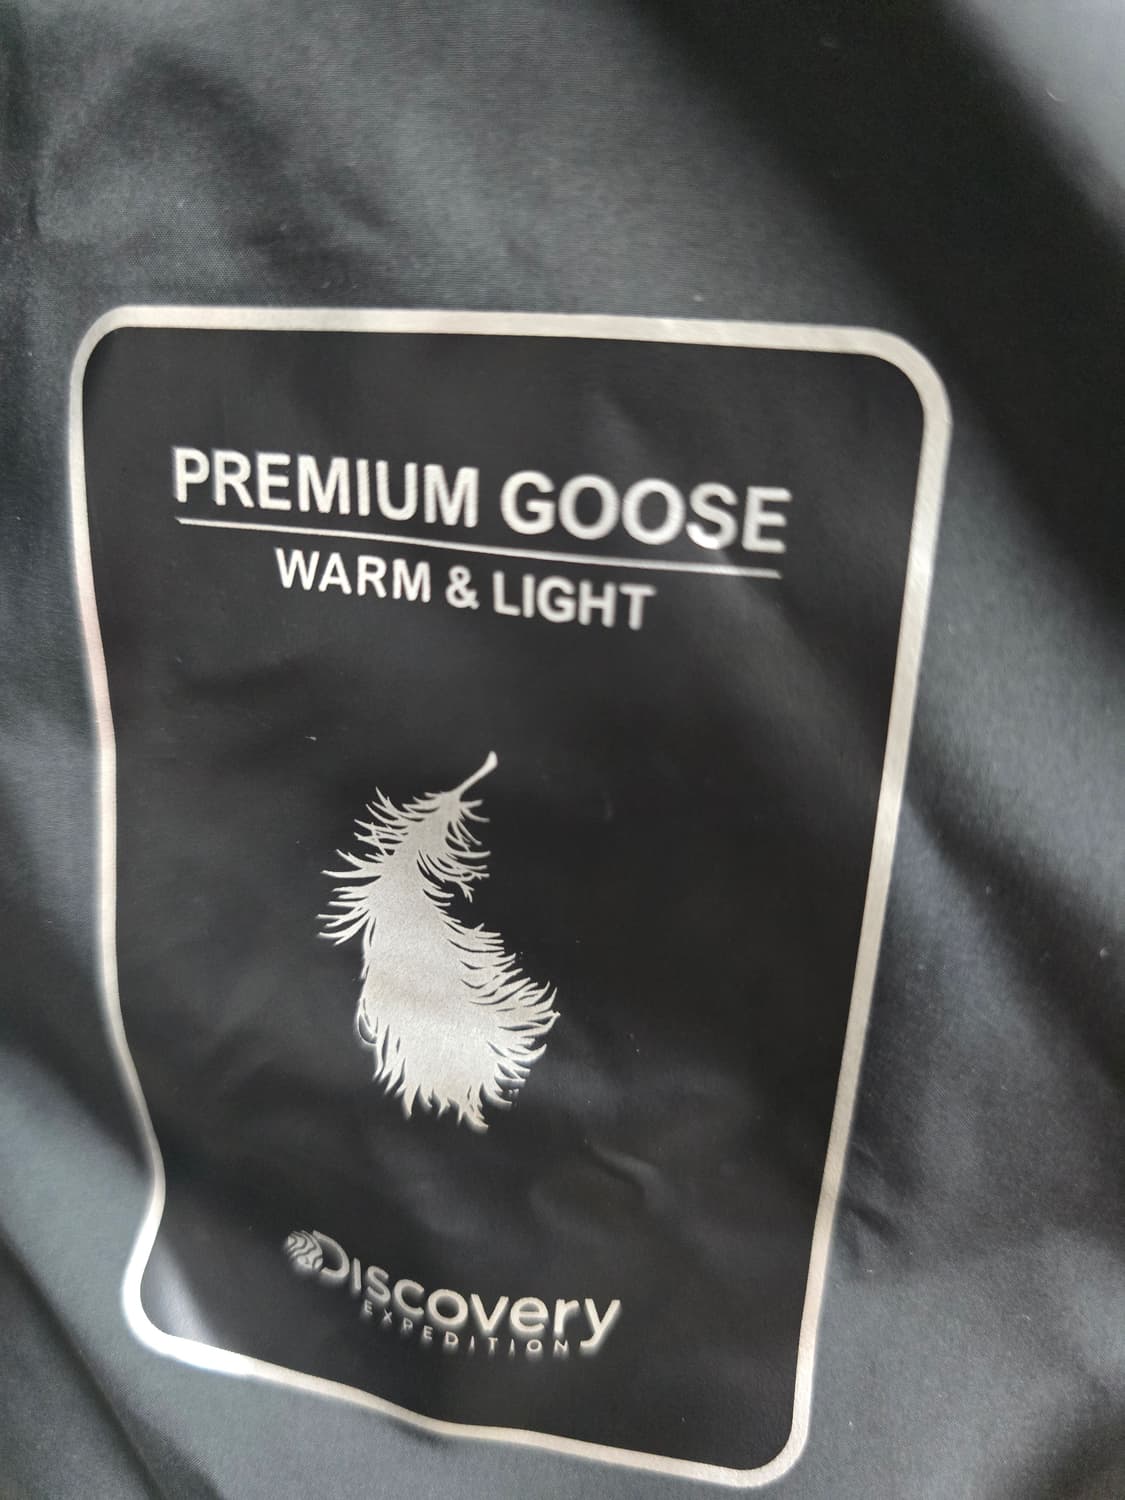 PREMIUM GOOSE
WARM & LIGHT
DISCOVERY
EXPEDITION